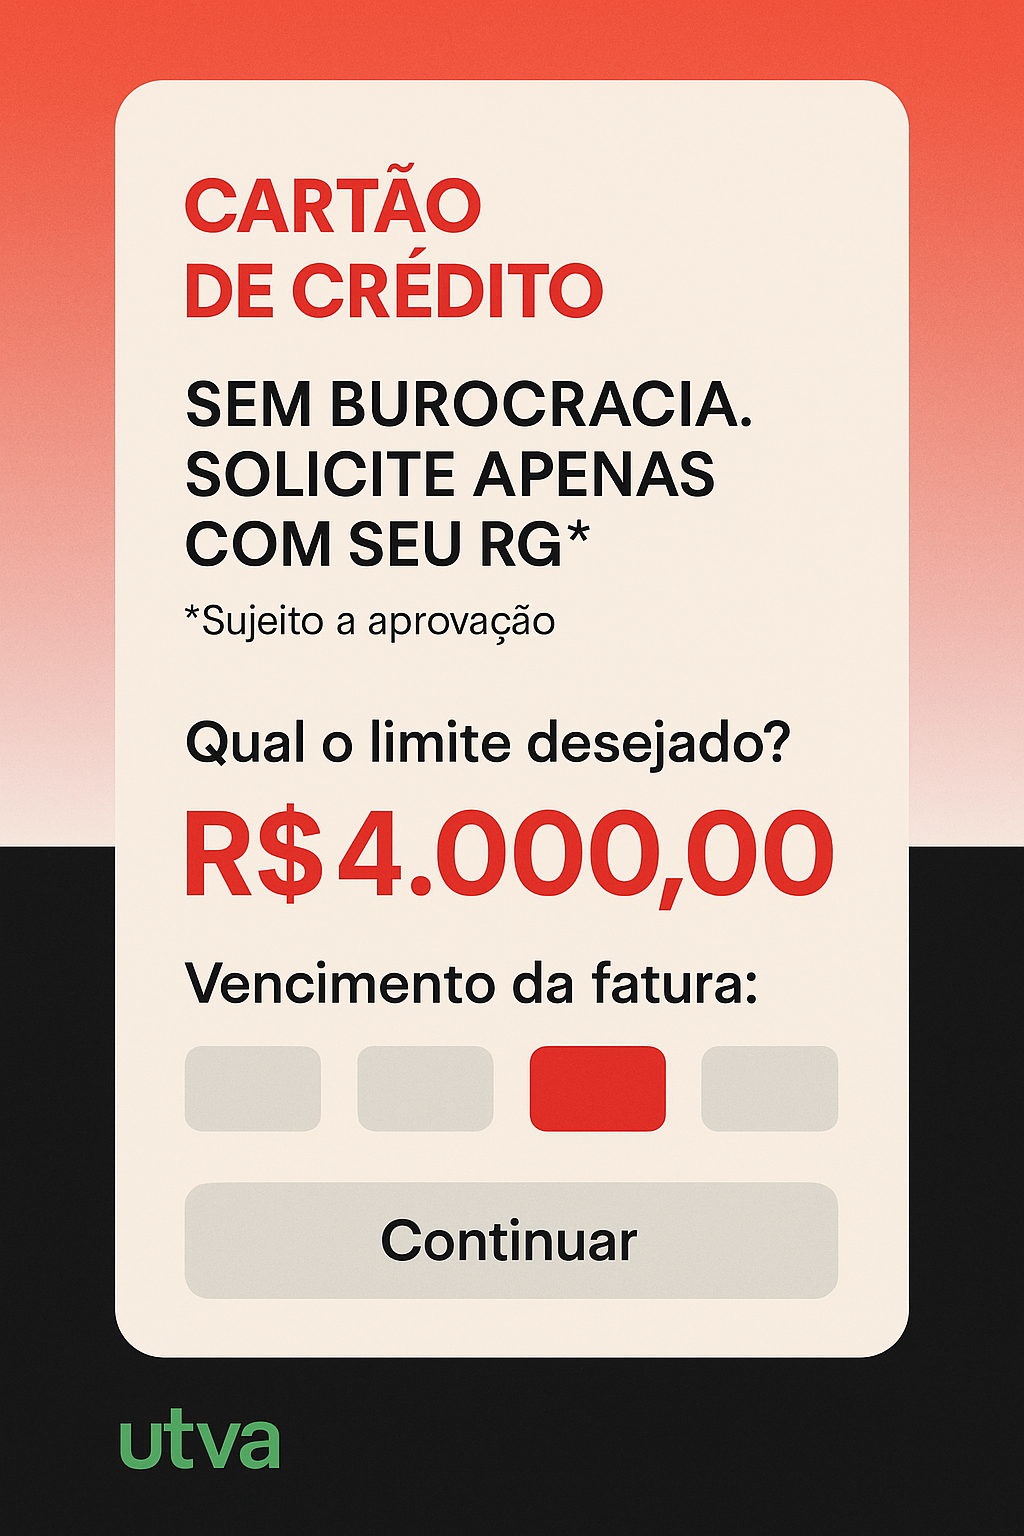 CARTÃO
DE CRÉDITO
SEM BUROCRACIA.
SOLICITE APENAS
COM SEU RG*
*Sujeito a aprovação
Qual o limite desejado?
R$ 4.000,00
Vencimento da fatura:
Continuar
utva